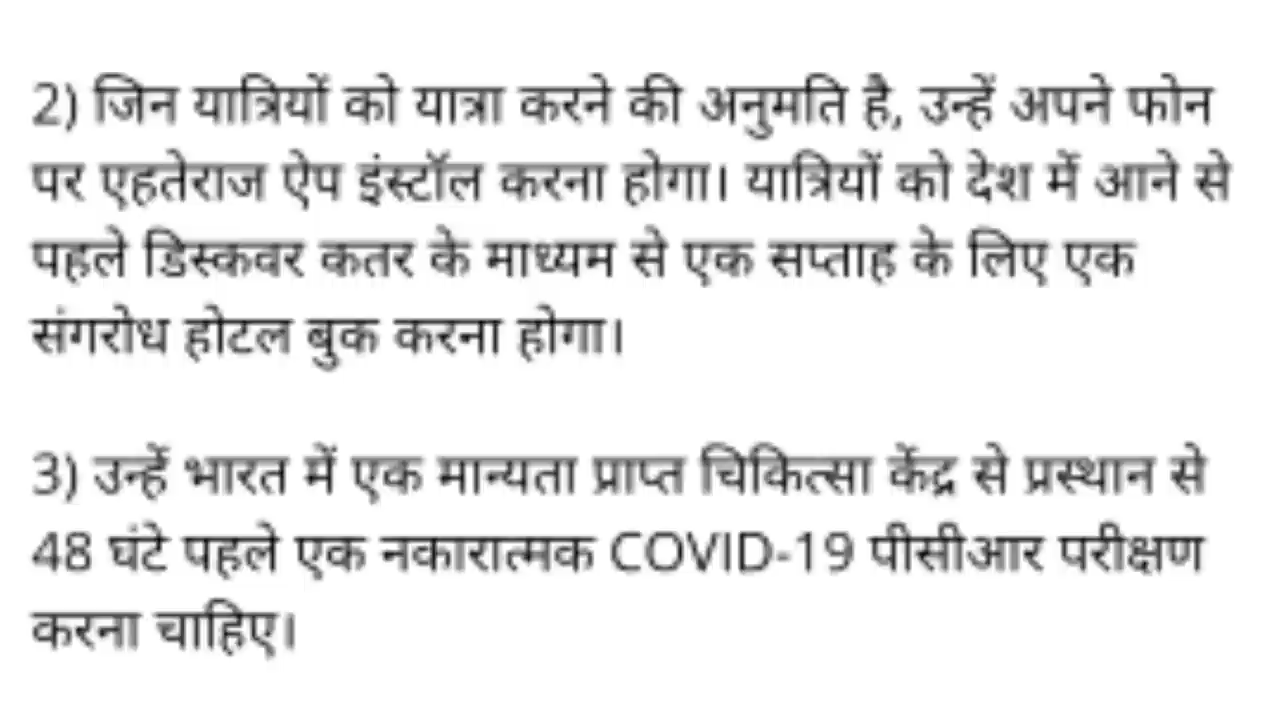 2) जिन यात्रियों को यात्रा करने की अनुमति है, उन्हें अपने फोन
पर एहतेराज ऐप इंस्टॉल करना होगा। यात्रियों को देश में आने से
पहले डिस्कवर कतर के माध्यम से एक सप्ताह के लिए एक
संगरोध होटल बुक करना होगा।
3) उन्हें भारत में एक मान्यता प्राप्त चिकित्सा केंद्र से प्रस्थान से
48 घंटे पहले एक नकारात्मक COVID-19 पीसीआर परीक्षण
करना चाहिए।